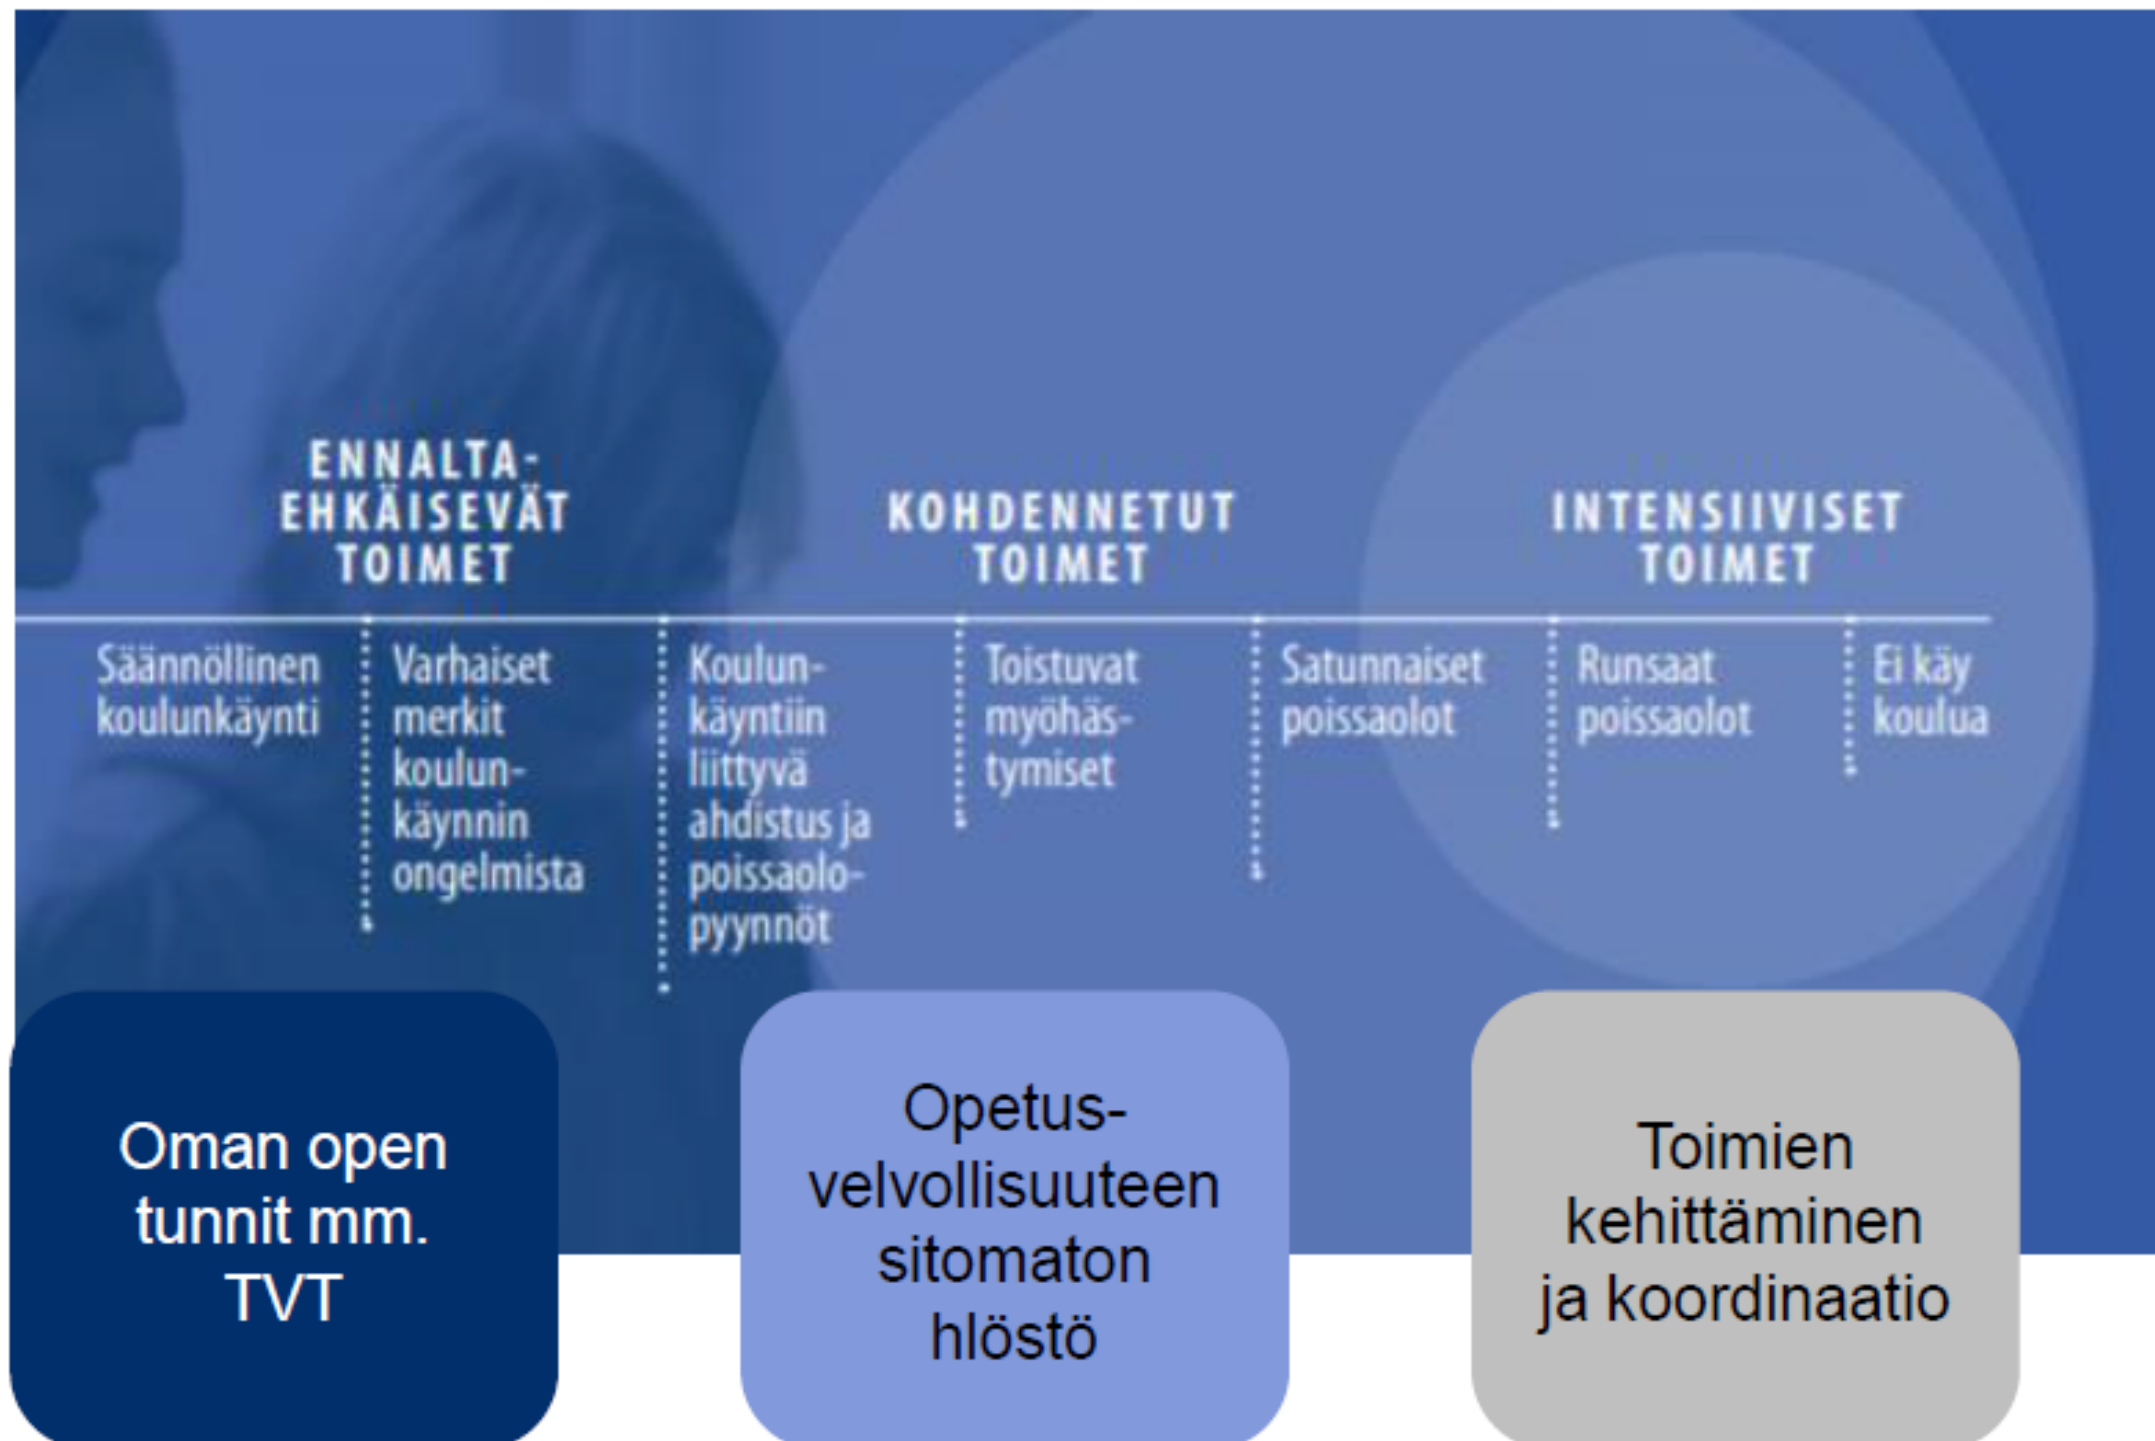 ENNALTA-
EHKÄISEVÄT
TOIMET
KOHDENNETUT
TOIMET
INTENSIIVISET
TOIMET
Säännöllinen
koulunkäynti
Varhaiset
merkit
koulun-
käynnin
ongelmista
Koulun-
käyntiin
liittyvä
ahdistus ja
poissaolo-
pyynnöt
Toistuvat
myöhäs-
tymiset
Satunnaiset
poissaolot
Runsaat
poissaolot
Ei käy
koulua
Oman open
tunnit mm.
TVT
Opetus-
velvollisuuteen
sitomaton
hlöstö
Toimien
kehittäminen
ja koordinaatio